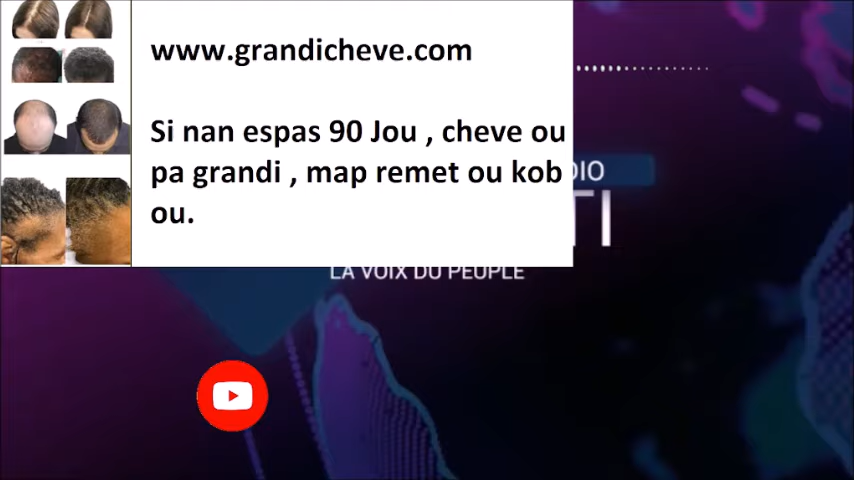 www.grandicheve.com
Si nan espas 90 Jou , cheve ou
pa grandi , map remet ou kob
ou.
LA VOIX DU PEUPLE